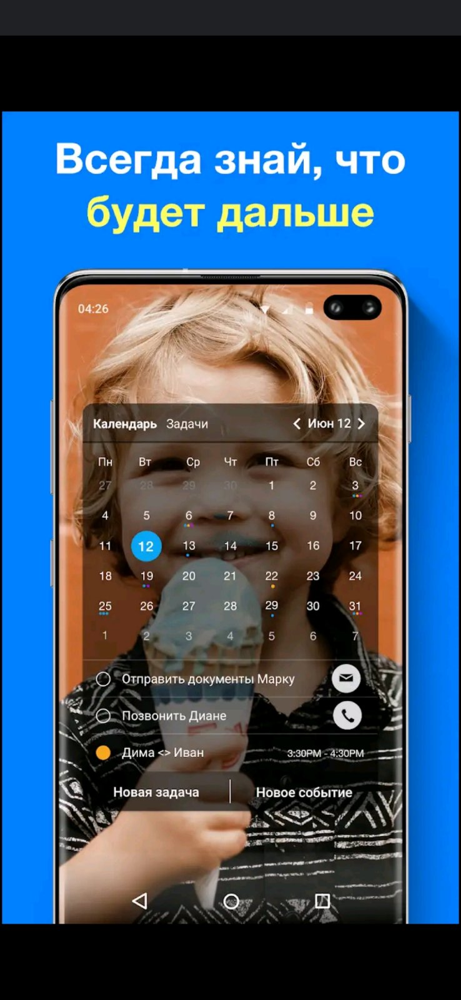 Всегда знай, что
будет дальше
04:26
Календарь Задачи < Июн 12 >
Пн Вт Ср Чт Пт Сб Вс
27 28 29 30 1 2 3
4 5 6 7 8 9 10
11 12 13 14 15 16 17
18 19 20 21 22 23 24
25 26 27 28 29 30 31
1 2 3 4 5 6 7
Отправить документы Марку
Позвонить Диане
Дима <> Иван 3:30PM - 4:30PM
Новая задача | Новое событие